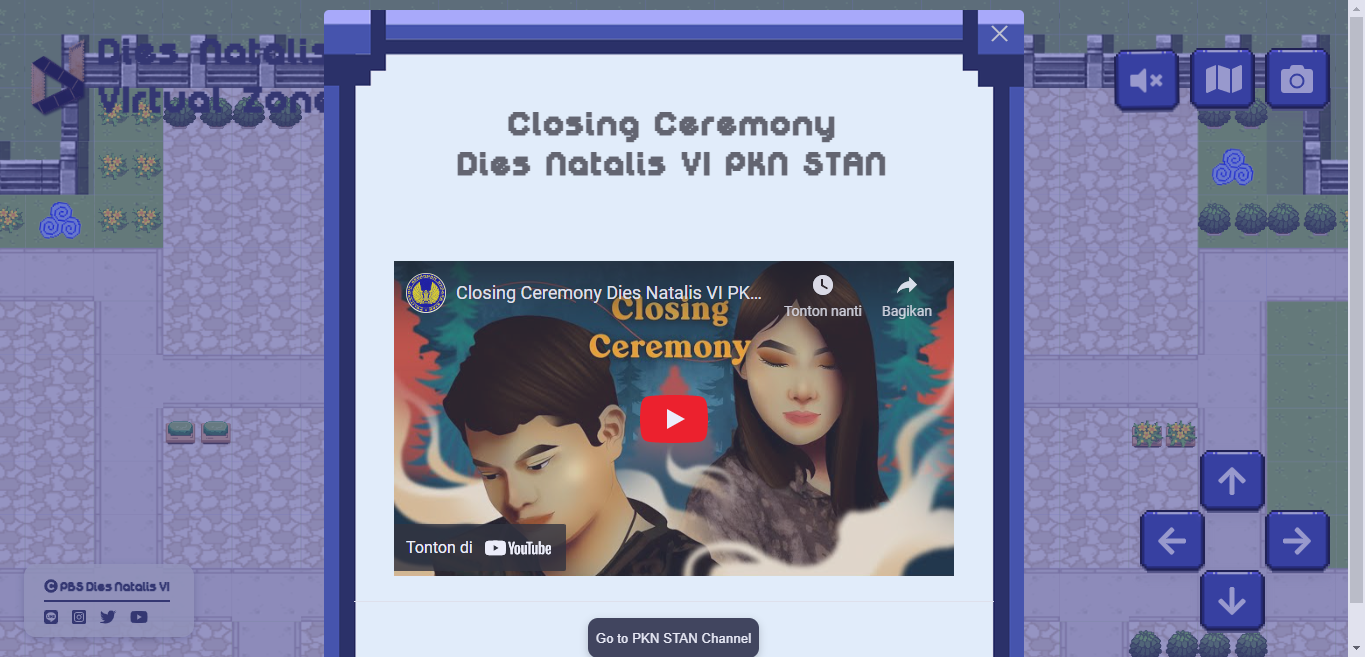 Dies Natalis
Virtual Zone
Closing Ceremony
Dies Natalis VI PKN STAN
Closing Ceremony Dies Natalis VI PK...
Tonton nanti
Bagikan
Closing
Ceremony
Tonton di YouTube
© PBS Dies Natalis VI
Go to PKN STAN Channel